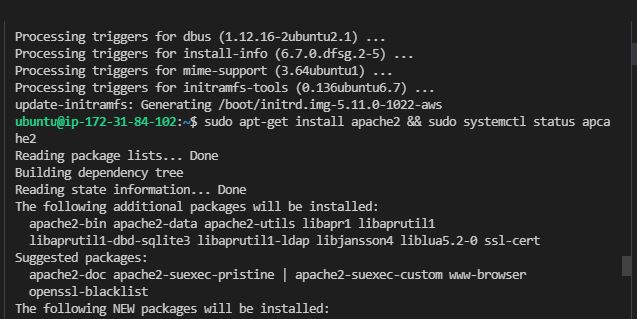 Processing triggers for dbus (1.12.16-2ubuntu2.1) ...
Processing triggers for install-info (6.7.0.dfsg.2-5) ...
Processing triggers for mime-support (3.64ubuntu1) ...
Processing triggers for initramfs-tools (0.136ubuntu6.7) ...
update-initramfs: Generating /boot/initrd.img-5.11.0-1022-aws
ubuntu@ip-172-31-84-102:~$ sudo apt-get install apache2 && sudo systemctl status apca
he2
Reading package lists... Done
Building dependency tree
Reading state information... Done
The following additional packages will be installed:
  apache2-bin apache2-data apache2-utils libapr1 libaprutil1
  libaprutil1-dbd-sqlite3 libaprutil1-ldap libjansson4 liblua5.2-0 ssl-cert
Suggested packages:
  apache2-doc apache2-suexec-pristine | apache2-suexec-custom www-browser
  openssl-blacklist
The following NEW packages will be installed: